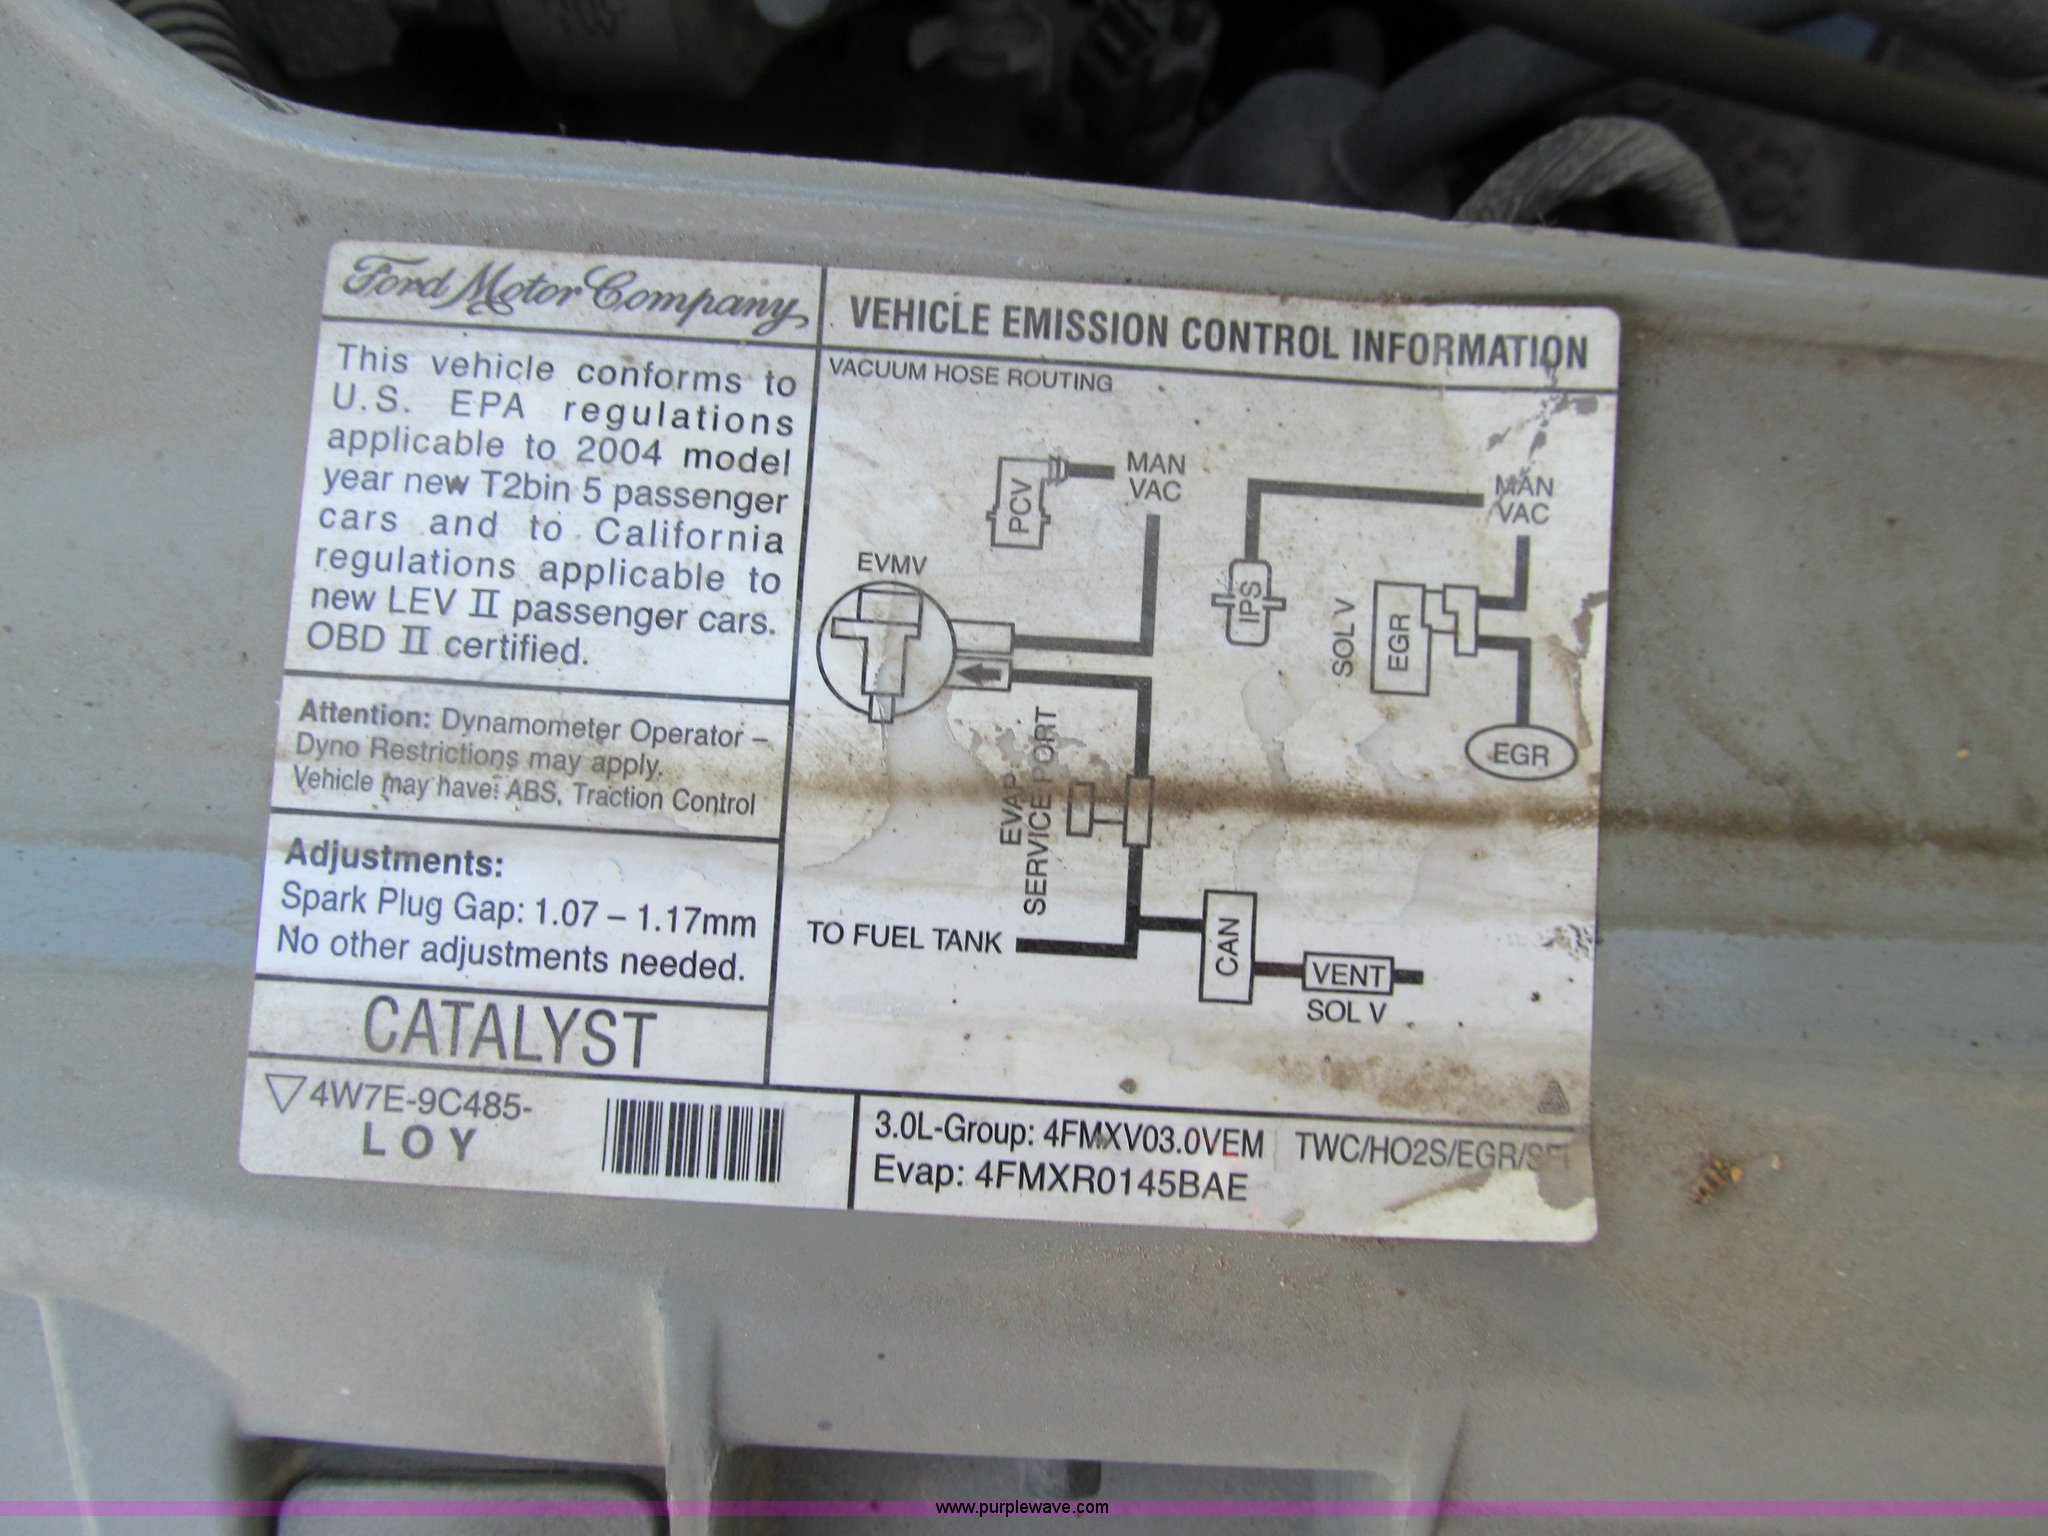 Ford Motor Company
VEHICLE EMISSION CONTROL INFORMATION
This vehicle conforms to
U.S. EPA regulations
applicable to 2004 model
year new T2bin 5 passenger
cars and to California
regulations applicable to
new LEV II passenger cars.
OBD II certified.
Attention: Dynamometer Operator –
Dyno Restrictions may apply.
Vehicle may have: ABS, Traction Control
Adjustments:
Spark Plug Gap: 1.07 – 1.17mm
No other adjustments needed.
CATALYST
4W7E-9C485-
LOY
VACUUM HOSE ROUTING
PCV
MAN
VAC
MAN
VAC
EVMV
IPS
SOL V
EGR
EGR
EVAP
SERVICE PORT
TO FUEL TANK
CAN
VENT
SOL V
3.0L-Group: 4FMXV03.0VEM
TWC/HO2S/EGR/SFI
Evap: 4FMXR0145BAE
www.purplewave.com